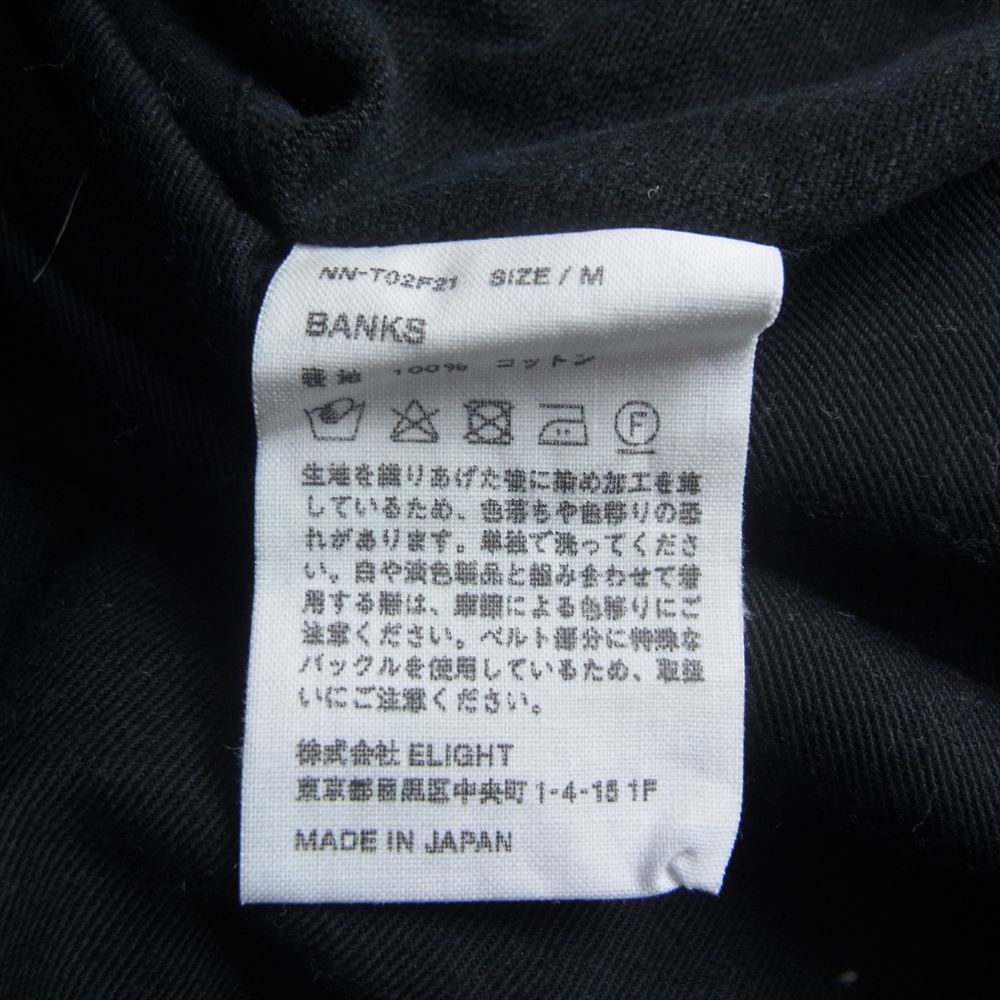 NN-T02F21 SIZE / M
BANKS
表地 100% コットン
F
生地を織りあげた後に染め加工を施
しているため、色落ちや色移りの恐
れがあります。単独で洗ってくださ
い。白や淡色製品と組み合わせて着
用する際は、摩擦による色移りにご
注意ください。ベルト部分に特殊な
バックルを使用しているため、取扱
いにご注意ください。
株式会社 ELIGHT
東京都目黒区中央町 1-4-15 1F
MADE IN JAPAN